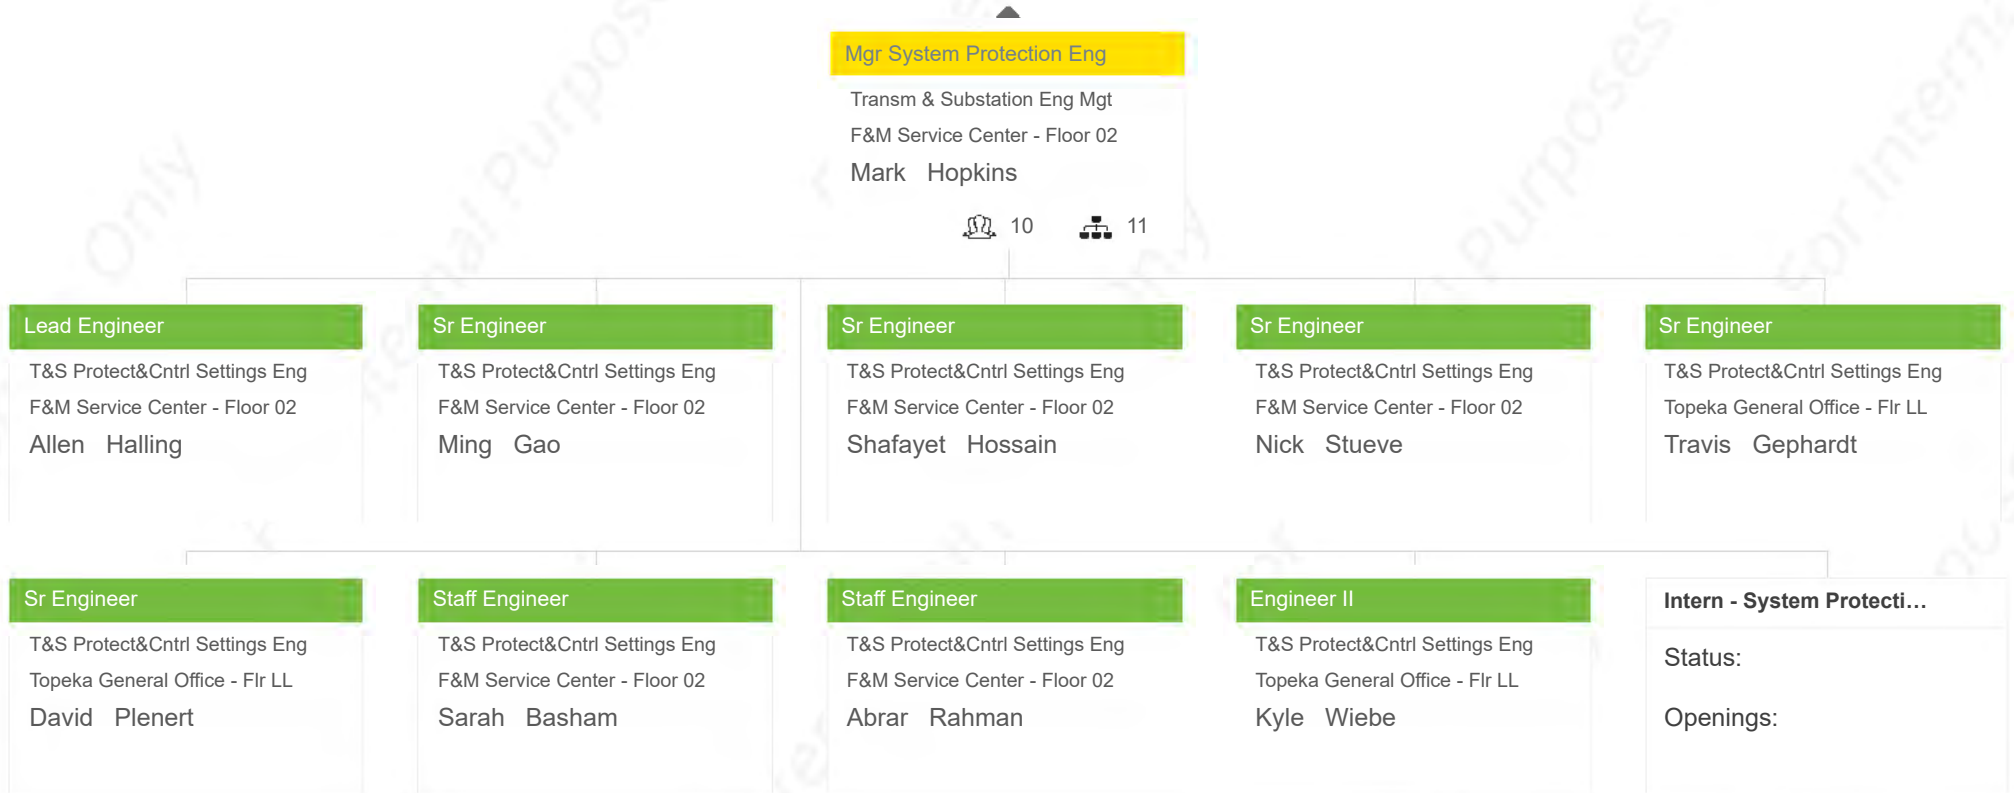 Mgr System Protection Eng
Transm & Substation Eng Mgt
F&M Service Center - Floor 02
Mark Hopkins
10 11
Lead Engineer
T&S Protect&Cntrl Settings Eng
F&M Service Center - Floor 02
Allen Halling
Sr Engineer
T&S Protect&Cntrl Settings Eng
F&M Service Center - Floor 02
Ming Gao
Sr Engineer
T&S Protect&Cntrl Settings Eng
F&M Service Center - Floor 02
Shafayet Hossain
Sr Engineer
T&S Protect&Cntrl Settings Eng
F&M Service Center - Floor 02
Nick Stueve
Sr Engineer
T&S Protect&Cntrl Settings Eng
Topeka General Office - Flr LL
Travis Gephardt
Sr Engineer
T&S Protect&Cntrl Settings Eng
Topeka General Office - Flr LL
David Plenert
Staff Engineer
T&S Protect&Cntrl Settings Eng
F&M Service Center - Floor 02
Sarah Basham
Staff Engineer
T&S Protect&Cntrl Settings Eng
F&M Service Center - Floor 02
Abrar Rahman
Engineer II
T&S Protect&Cntrl Settings Eng
Topeka General Office - Flr LL
Kyle Wiebe
Intern - System Protecti...
Status:
Openings: